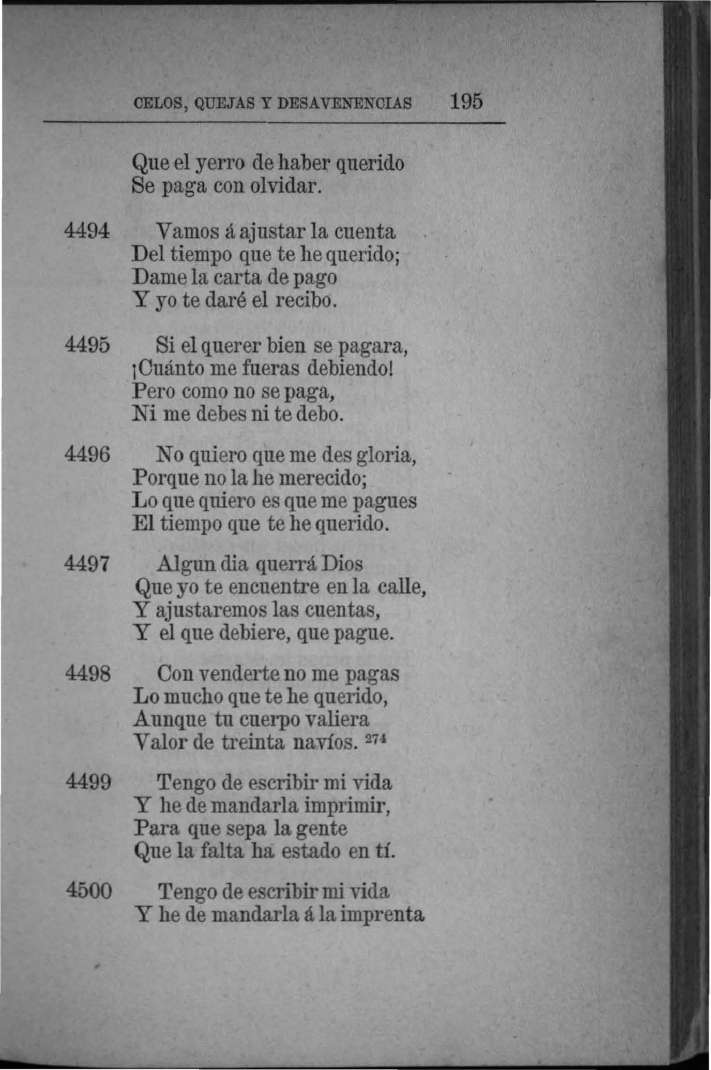 CELOS, QUEJAS Y DESAVENENCIAS 195
Que el yerro de haber querido
Se paga con olvidar.
4494 Vamos á ajustar la cuenta
Del tiempo que te he querido;
Dame la carta de pago
Y yo te daré el recibo.
4495 Si el querer bien se pagara,
¡Cuánto me fueras debiendo!
Pero como no se paga,
Ni me debes ni te debo.
4496 No quiero que me des gloria,
Porque no la he merecido;
Lo que quiero es que me pagues
El tiempo que te he querido.
4497 Algun dia querrá Dios
Que yo te encuentre en la calle,
Y ajustaremos las cuentas,
Y el que debiere, que pague.
4498 Con venderte no me pagas
Lo mucho que te he querido,
Aunque tu cuerpo valiera
Valor de treinta navíos. 274
4499 Tengo de escribir mi vida
Y he de mandarla imprimir,
Para que sepa la gente
Que la falta ha estado en tí.
4500 Tengo de escribir mi vida
Y he de mandarla á la imprenta